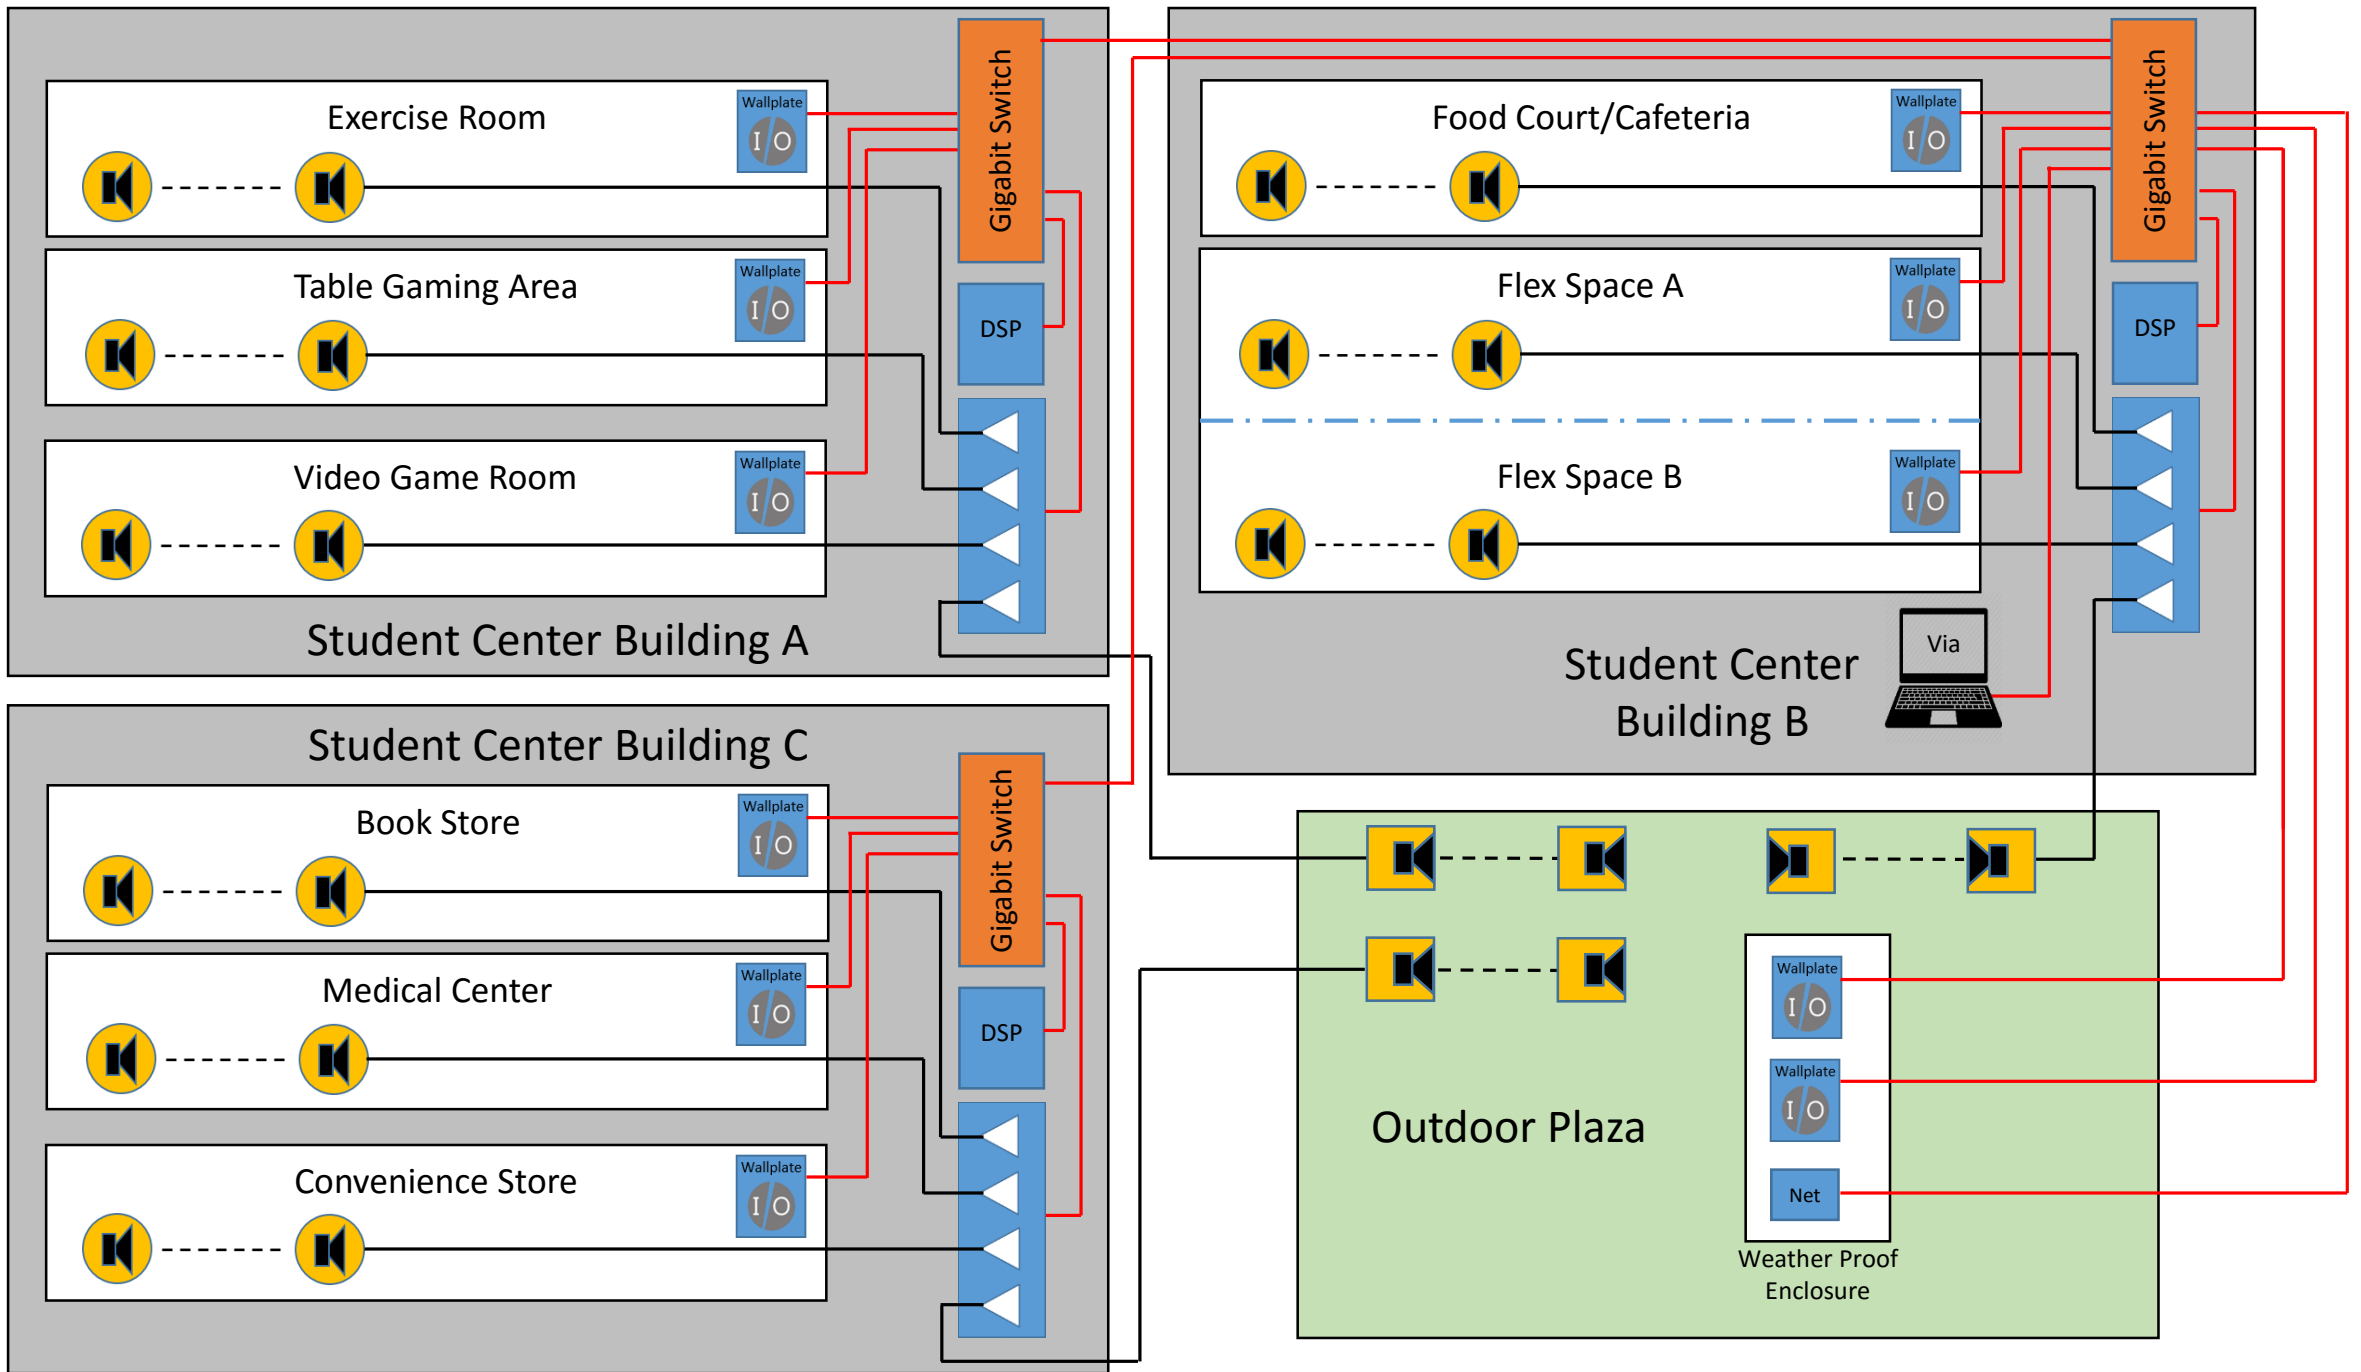 Exercise Room
Wallplate
I/O
Gigabit Switch
Table Gaming Area
Wallplate
I/O
DSP
Video Game Room
Wallplate
I/O
Student Center Building A
Food Court/Cafeteria
Wallplate
I/O
Gigabit Switch
Flex Space A
Wallplate
I/O
DSP
Flex Space B
Wallplate
I/O
Via
Student Center
Building B
Student Center Building C
Book Store
Wallplate
I/O
Gigabit Switch
Medical Center
Wallplate
I/O
DSP
Convenience Store
Wallplate
I/O
Outdoor Plaza
Wallplate
I/O
Wallplate
I/O
Net
Weather Proof
Enclosure